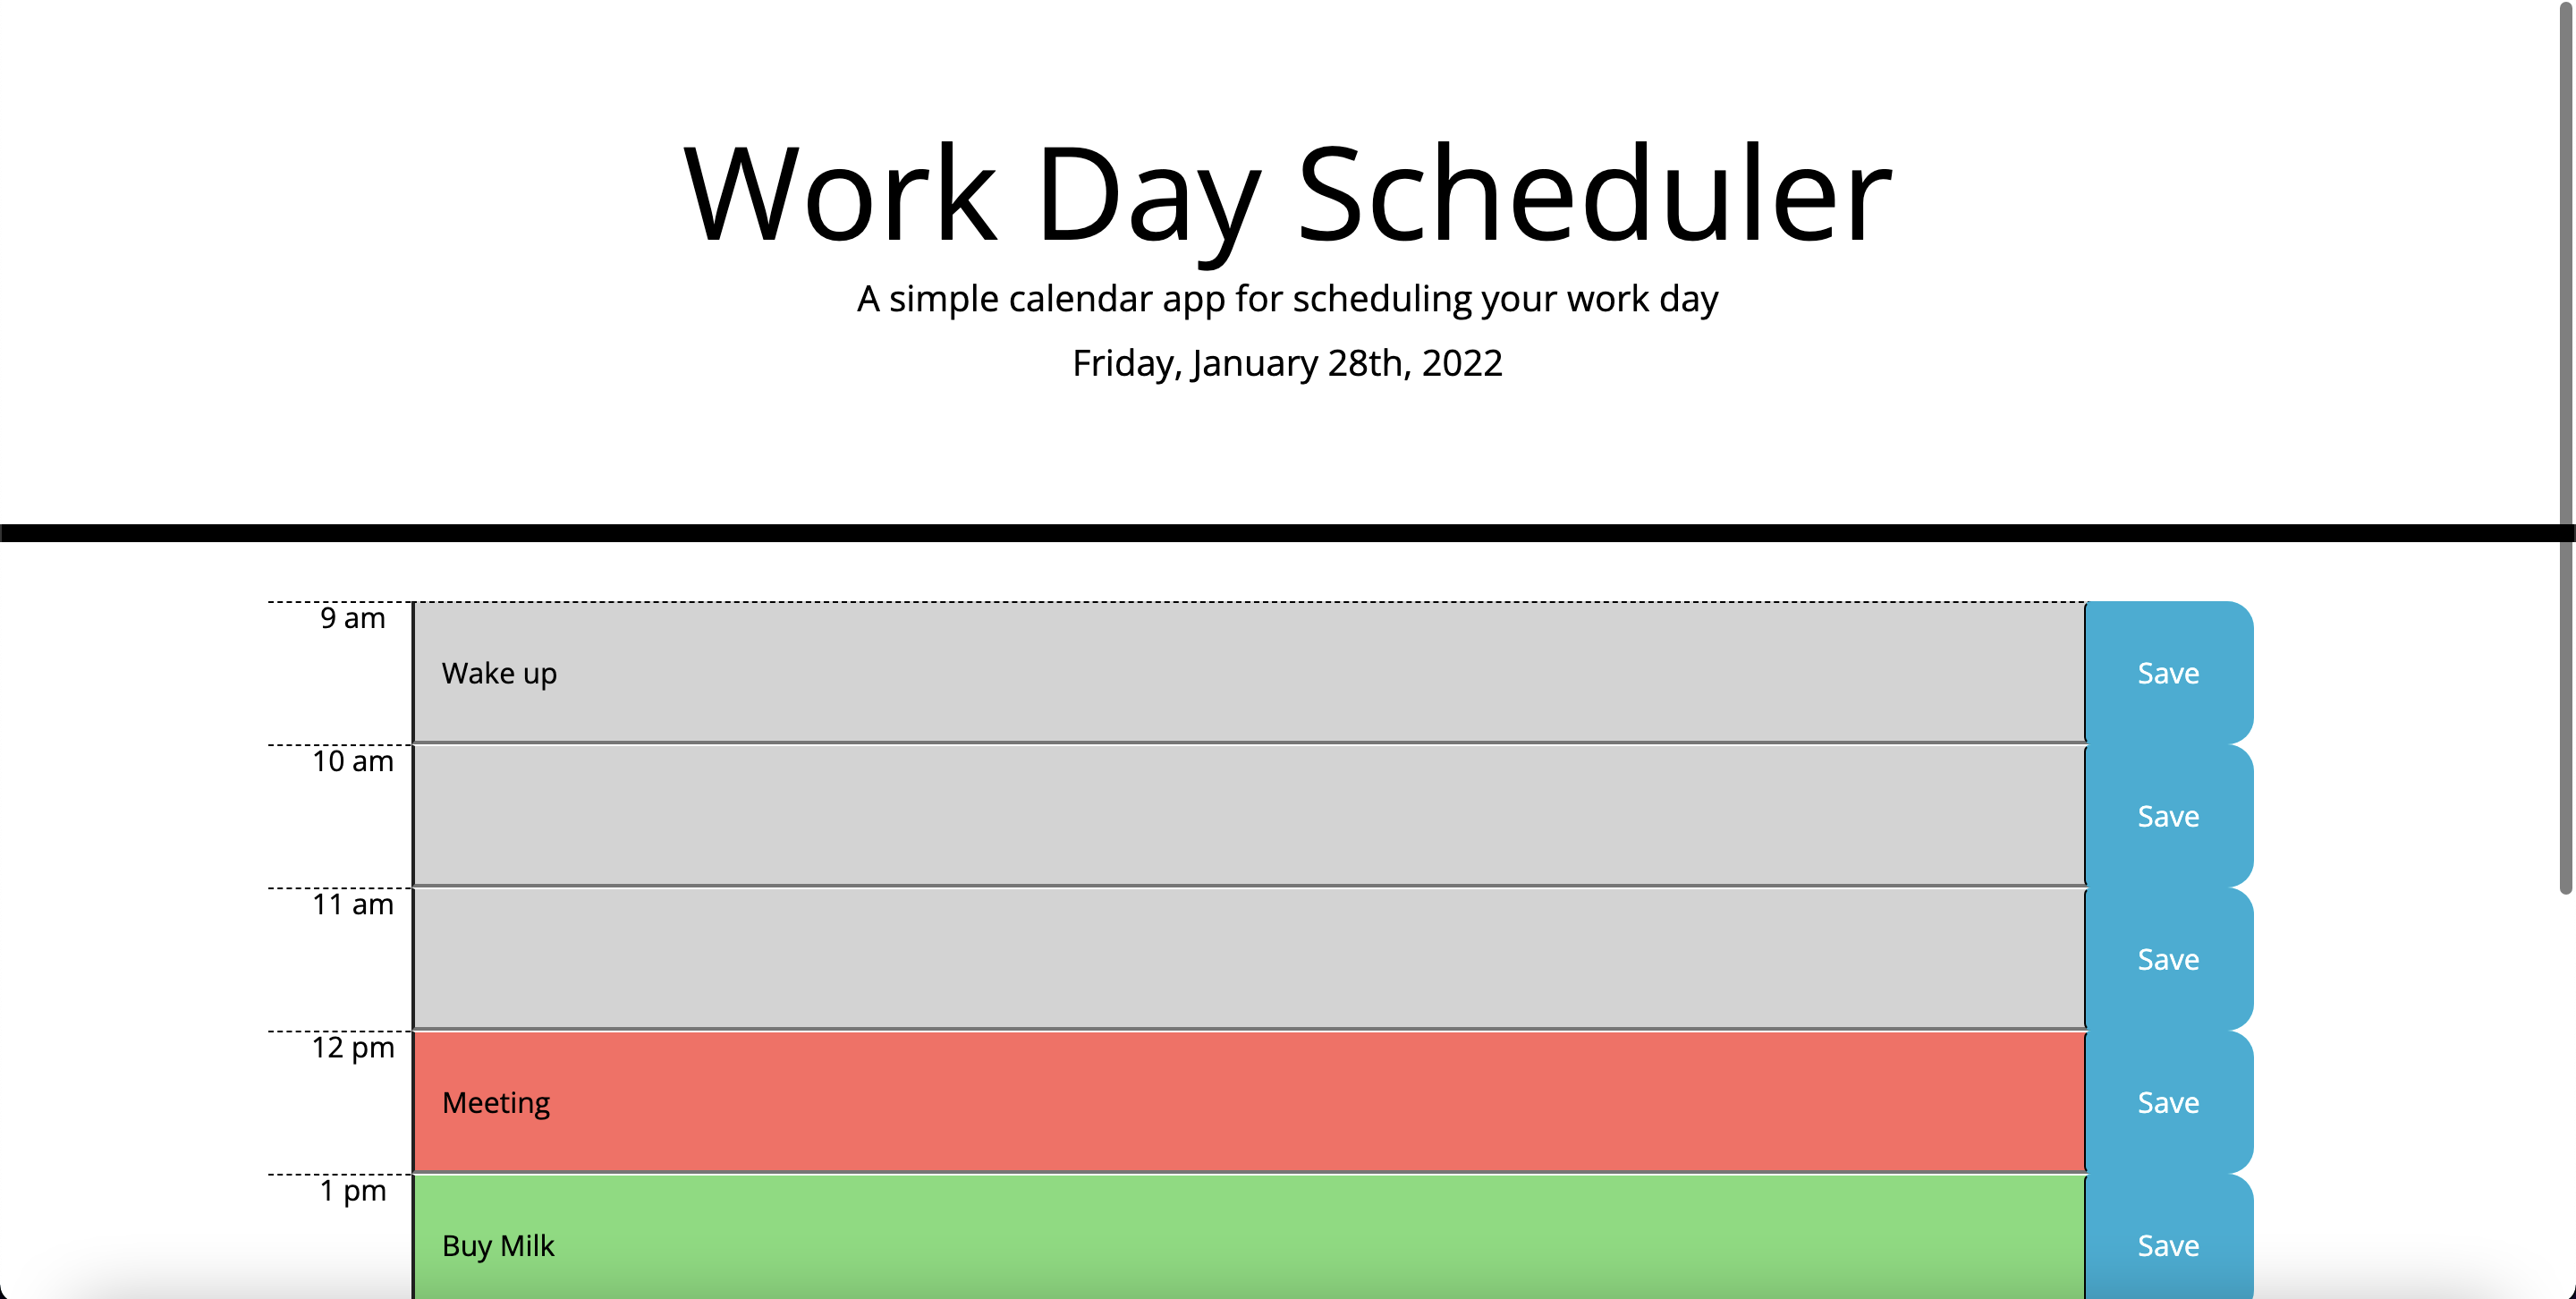 Work Day Scheduler
A simple calendar app for scheduling your work day
Friday, January 28th, 2022
9 am
Wake up
Save
10 am
Save
11 am
Save
12 pm
Meeting
Save
1 pm
Buy Milk
Save